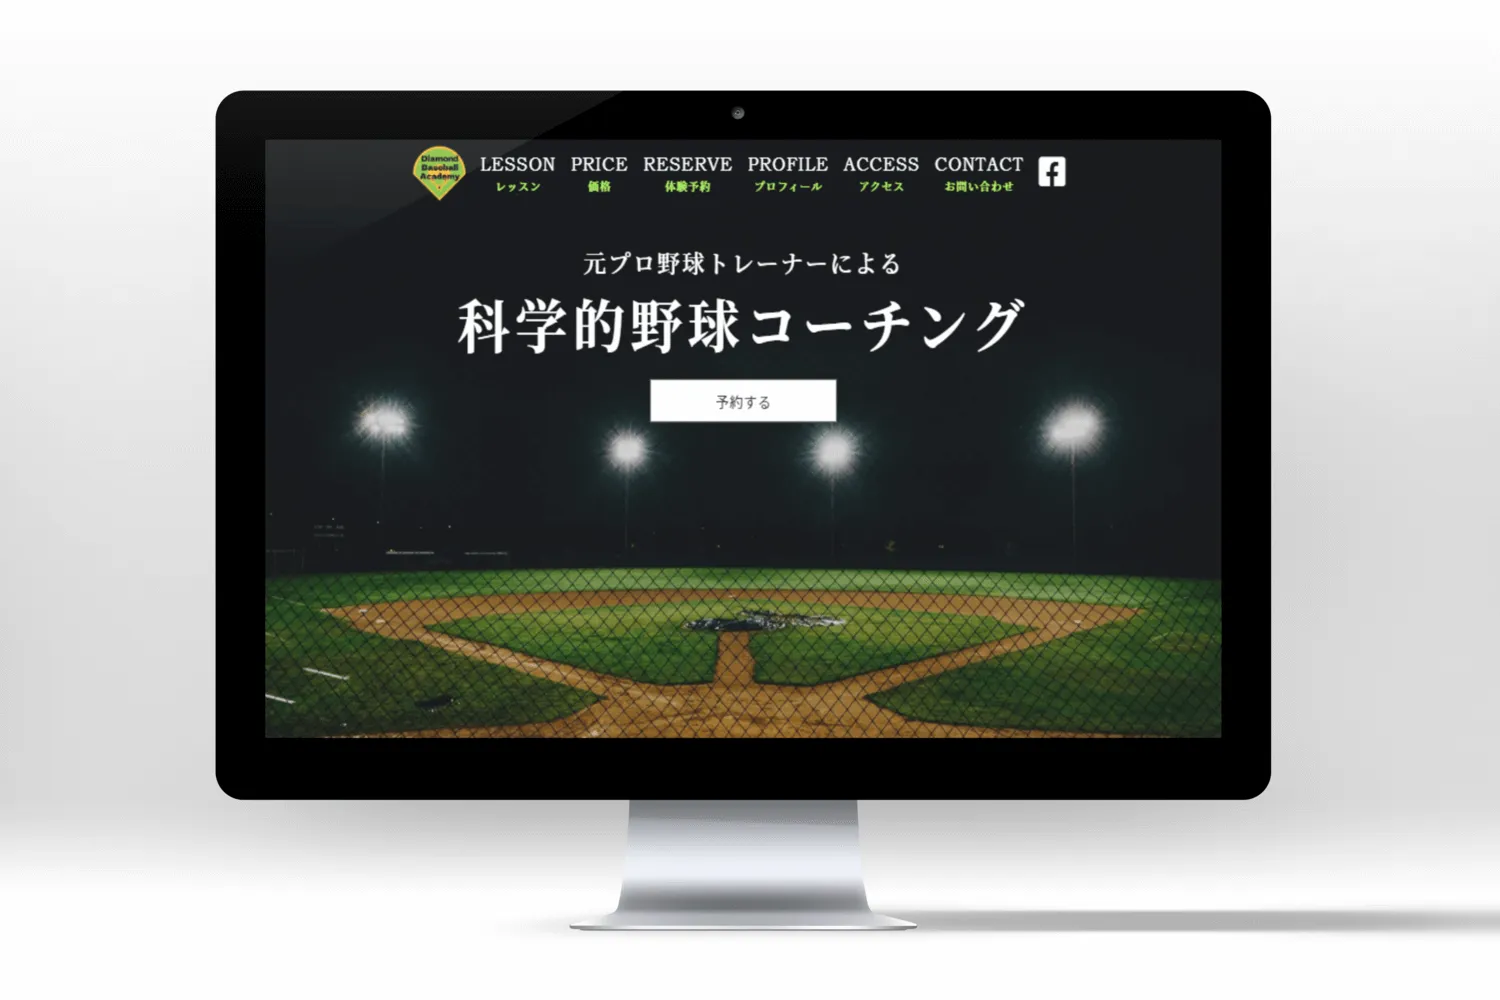 Diamond
Baseball
Academy
LESSON PRICE RESERVE PROFILE ACCESS CONTACT
レッスン 価格 体験予約 プロフィール アクセス お問い合わせ
元プロ野球トレーナーによる
科学的野球コーチング
予約する